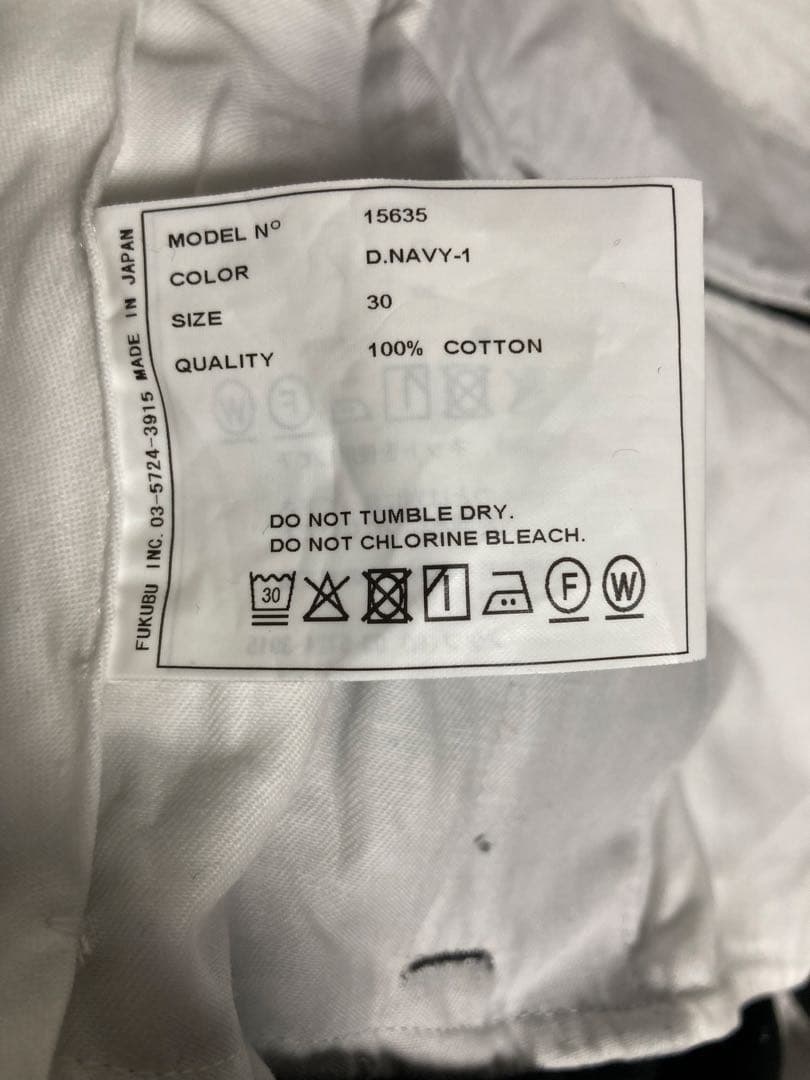 MODEL Nº 15635
COLOR D.NAVY-1
SIZE 30
QUALITY 100% COTTON
DO NOT TUMBLE DRY.
DO NOT CHLORINE BLEACH.
30 F W
FUKUBU INC. 03-5724-3915 MADE IN JAPAN